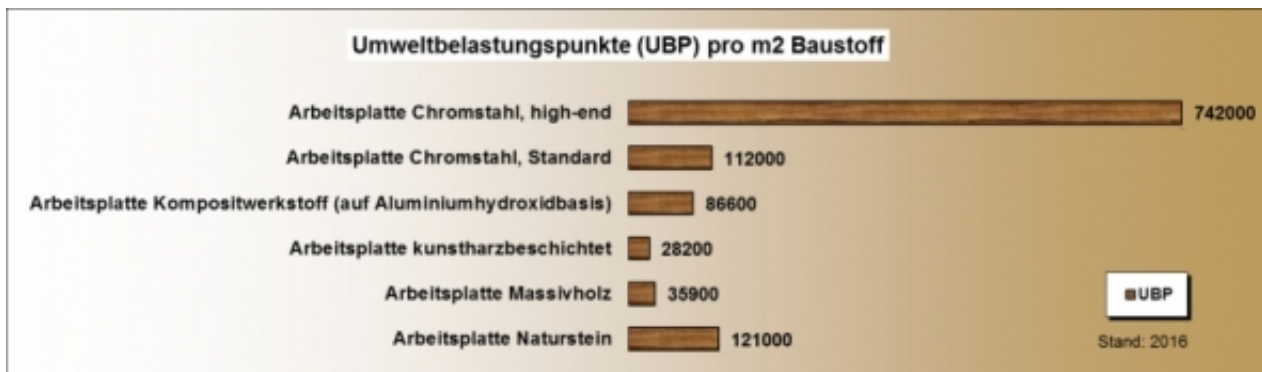 Umweltbelastungspunkte (UBP) pro m2 Baustoff
Arbeitsplatte Chromstahl, high-end 742000
Arbeitsplatte Chromstahl, Standard 112000
Arbeitsplatte Kompositwerkstoff (auf Aluminiumhydroxidbasis) 86600
Arbeitsplatte kunstharzbeschichtet 28200
Arbeitsplatte Massivholz 35900
UBP
Arbeitsplatte Naturstein 121000
Stand: 2016